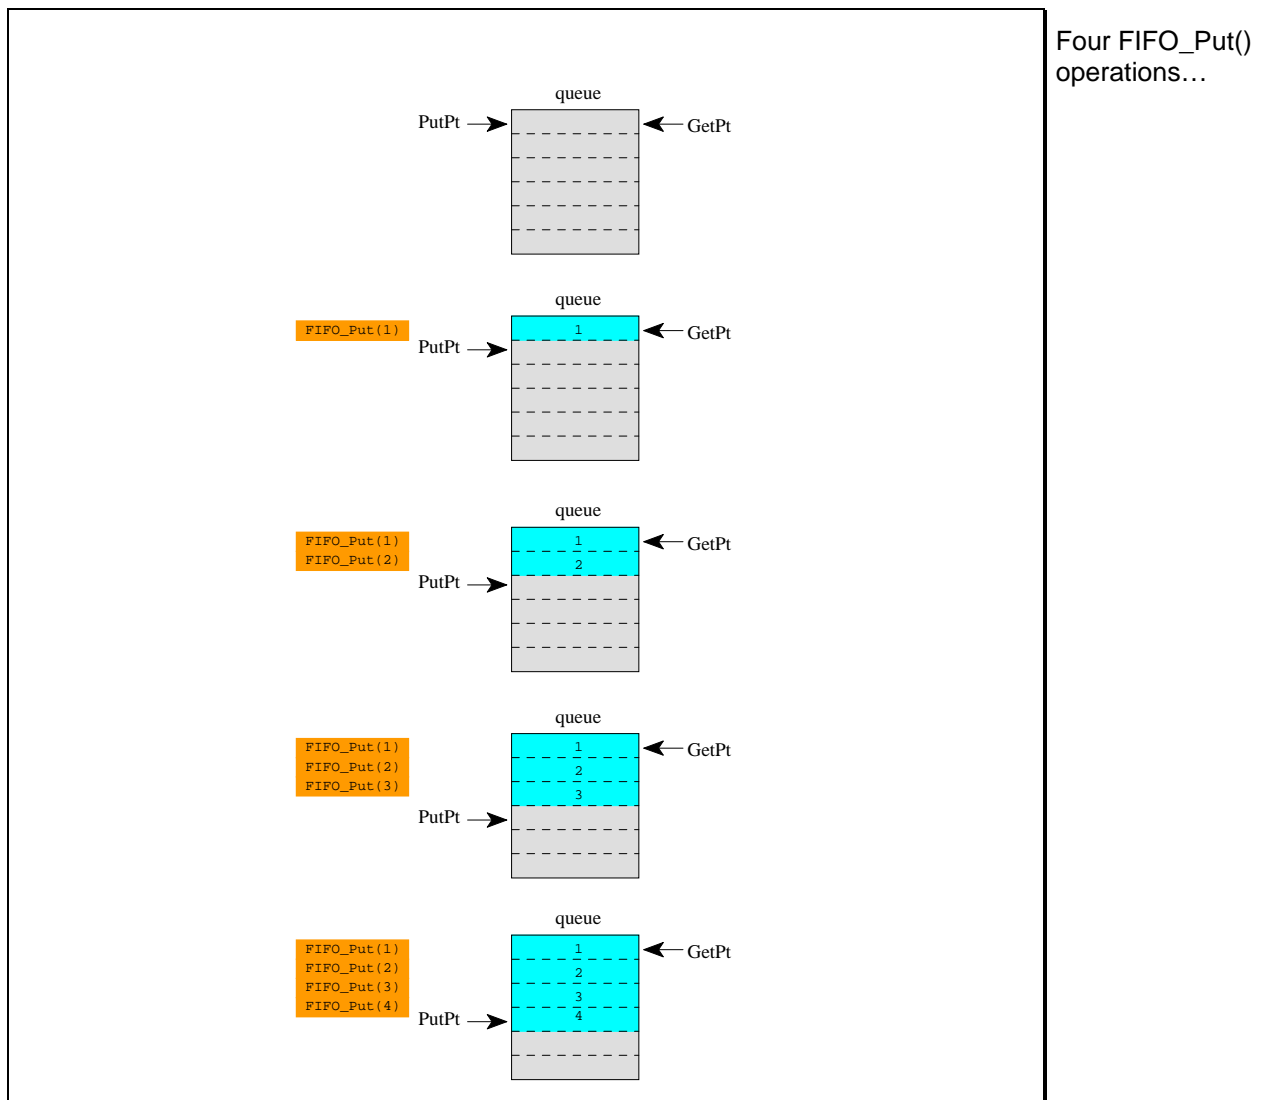 Four FIFO_Put()
operations…
queue
PutPt
GetPt
queue
FIFO_Put(1)
1
GetPt
PutPt
queue
FIFO_Put(1)
1
GetPt
FIFO_Put(2)
2
PutPt
queue
FIFO_Put(1)
1
GetPt
FIFO_Put(2)
2
FIFO_Put(3)
3
PutPt
queue
FIFO_Put(1)
1
GetPt
FIFO_Put(2)
2
FIFO_Put(3)
3
FIFO_Put(4)
4
PutPt